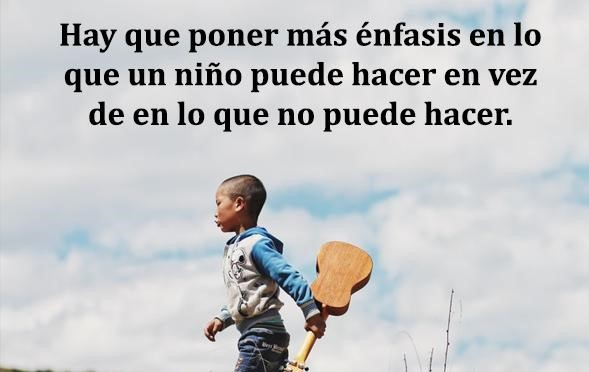 Hay que poner más énfasis en lo
que un niño puede hacer en vez
de en lo que no puede hacer.